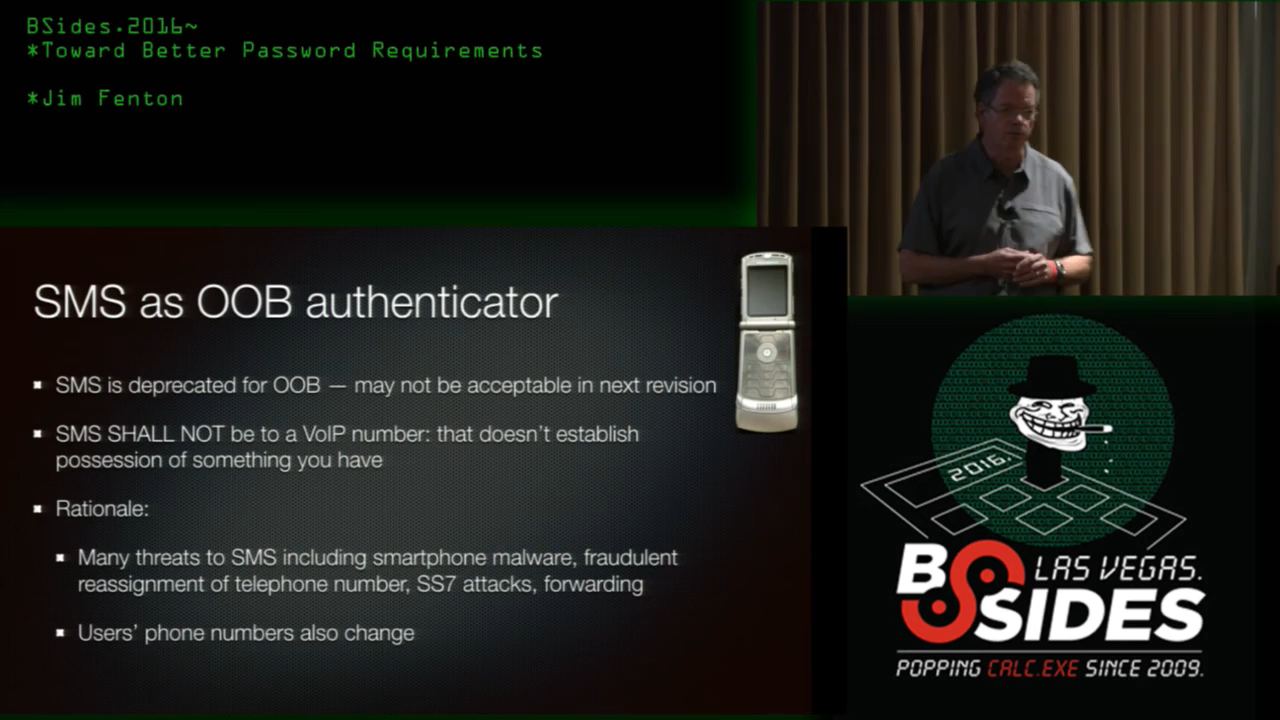 BSides.2016~
*Toward Better Password Requirements
*Jim Fenton
SMS as OOB authenticator
SMS is deprecated for OOB — may not be acceptable in next revision
SMS SHALL NOT be to a VoIP number: that doesn't establish
possession of something you have
Rationale:
Many threats to SMS including smartphone malware, fraudulent
reassignment of telephone number, SS7 attacks, forwarding
Users' phone numbers also change
2016.
BSIDES LAS VEGAS.
POPPING CALC.EXE SINCE 2009.